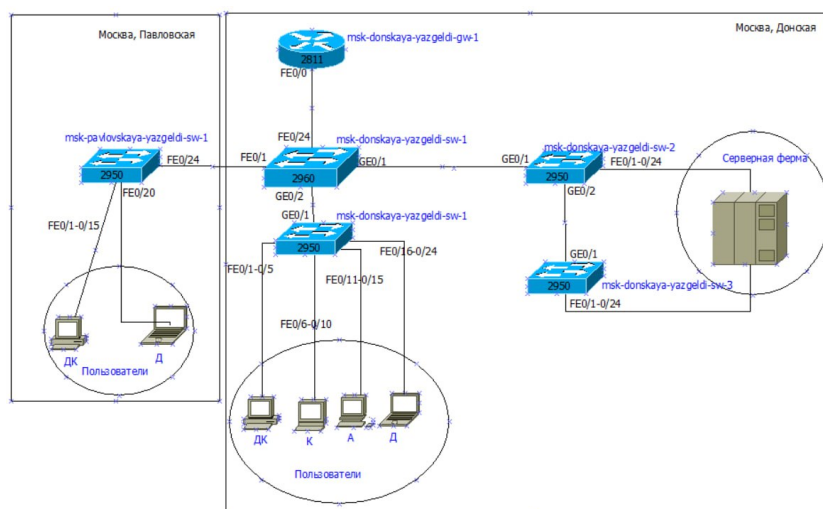 Москва, Павловская
Москва, Донская
msk-donskaya-yazgeldi-gw-1
2811
FE0/0
msk-pavlovskaya-yazgeldi-sw-1
FE0/24
msk-donskaya-yazgeldi-sw-1
FE0/24
FE0/1
GE0/1
GE0/1
msk-donskaya-yazgeldi-sw-2
FE0/1-0/24
Серверная ферма
2950
FE0/20
2960
GE0/2
2950
GE0/2
GE0/1
msk-donskaya-yazgeldi-sw-1
FE0/1-0/15
2950
FE0/16-0/24
GE0/1
FE0/1-0/5
FE0/11-0/15
2950
msk-donskaya-yazgeldi-sw-3
FE0/1-0/24
FE0/6-0/10
ДК
Д
Пользователи
ДК
К
А
Д
Пользователи